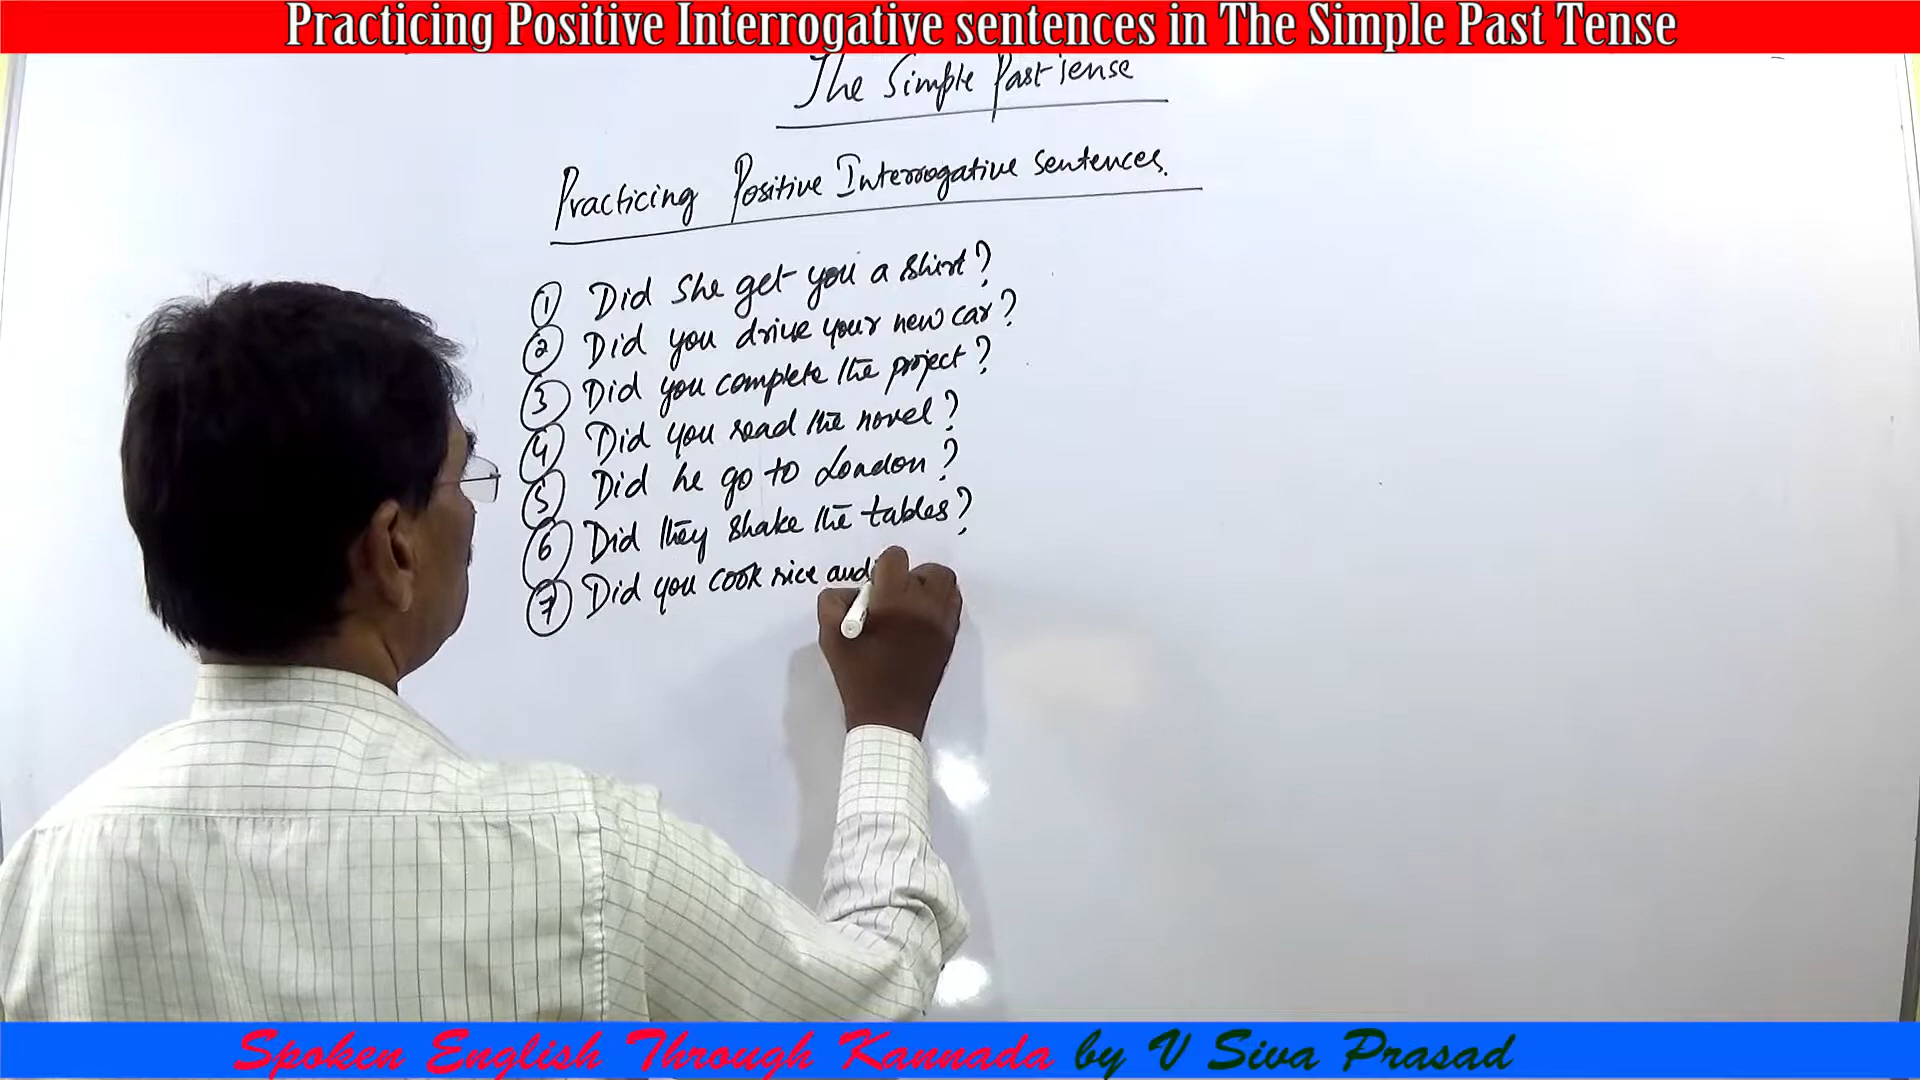 Practicing Positive Interrogative sentences in The Simple Past Tense
The Simple Past Tense
Practicing Positive Interrogative Sentences.
1 Did She get you a shirt?
2 Did you drive your new car?
3 Did you complete the project?
4 Did you read the novel?
5 Did he go to London?
6 Did they shake the tables?
7 Did you cook rice and
Spoken English Through Kannada by V Siva Prasad